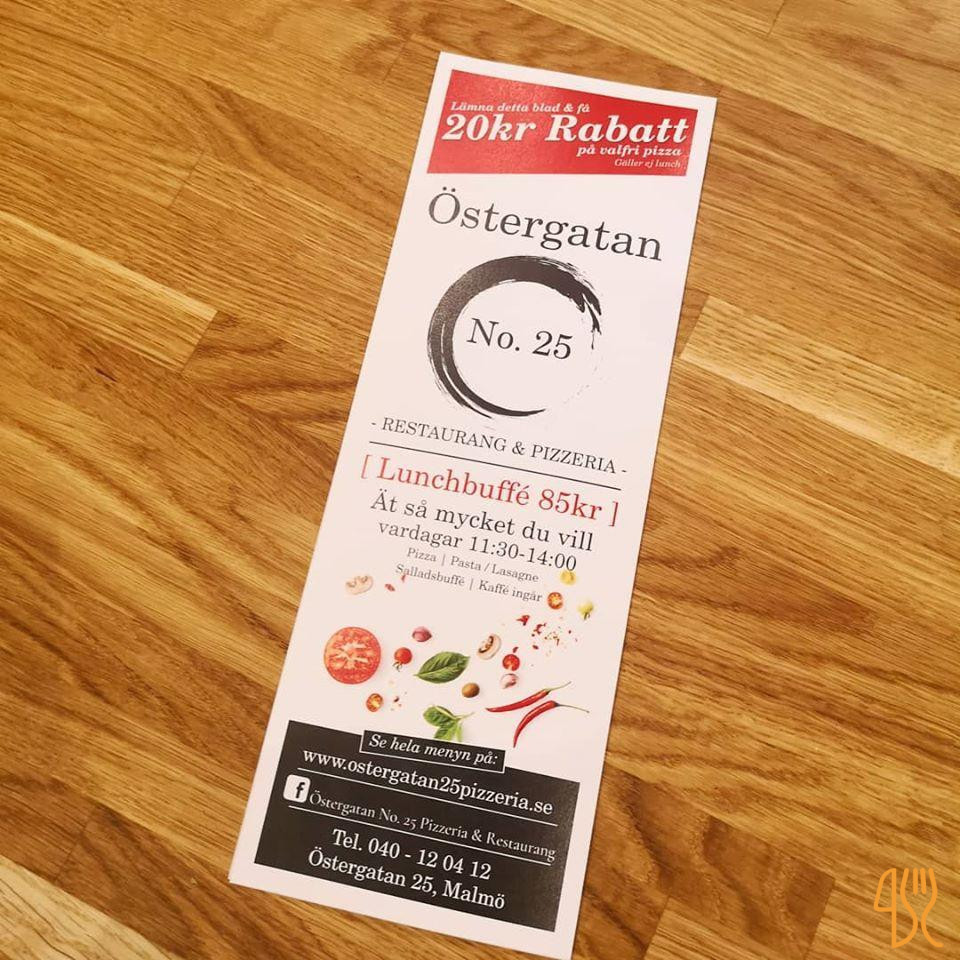 Lämna detta blad & få
20kr Rabatt
på valfri pizza
Gäller ej lunch
Östergatan
No. 25
- RESTAURANG & PIZZERIA -
[ Lunchbuffé 85kr ]
Ät så mycket du vill
vardagar 11:30-14:00
Pizza | Pasta / Lasagne
Salladsbuffé | Kaffé ingår
Se hela menyn på:
www.ostergatan25pizzeria.se
f Östergatan No. 25 Pizzeria & Restaurang
Tel. 040 - 12 04 12
Östergatan 25, Malmö